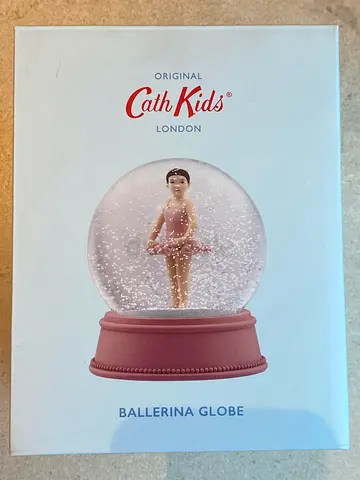 ORIGINAL
Cath Kids®
LONDON
BALLERINA GLOBE